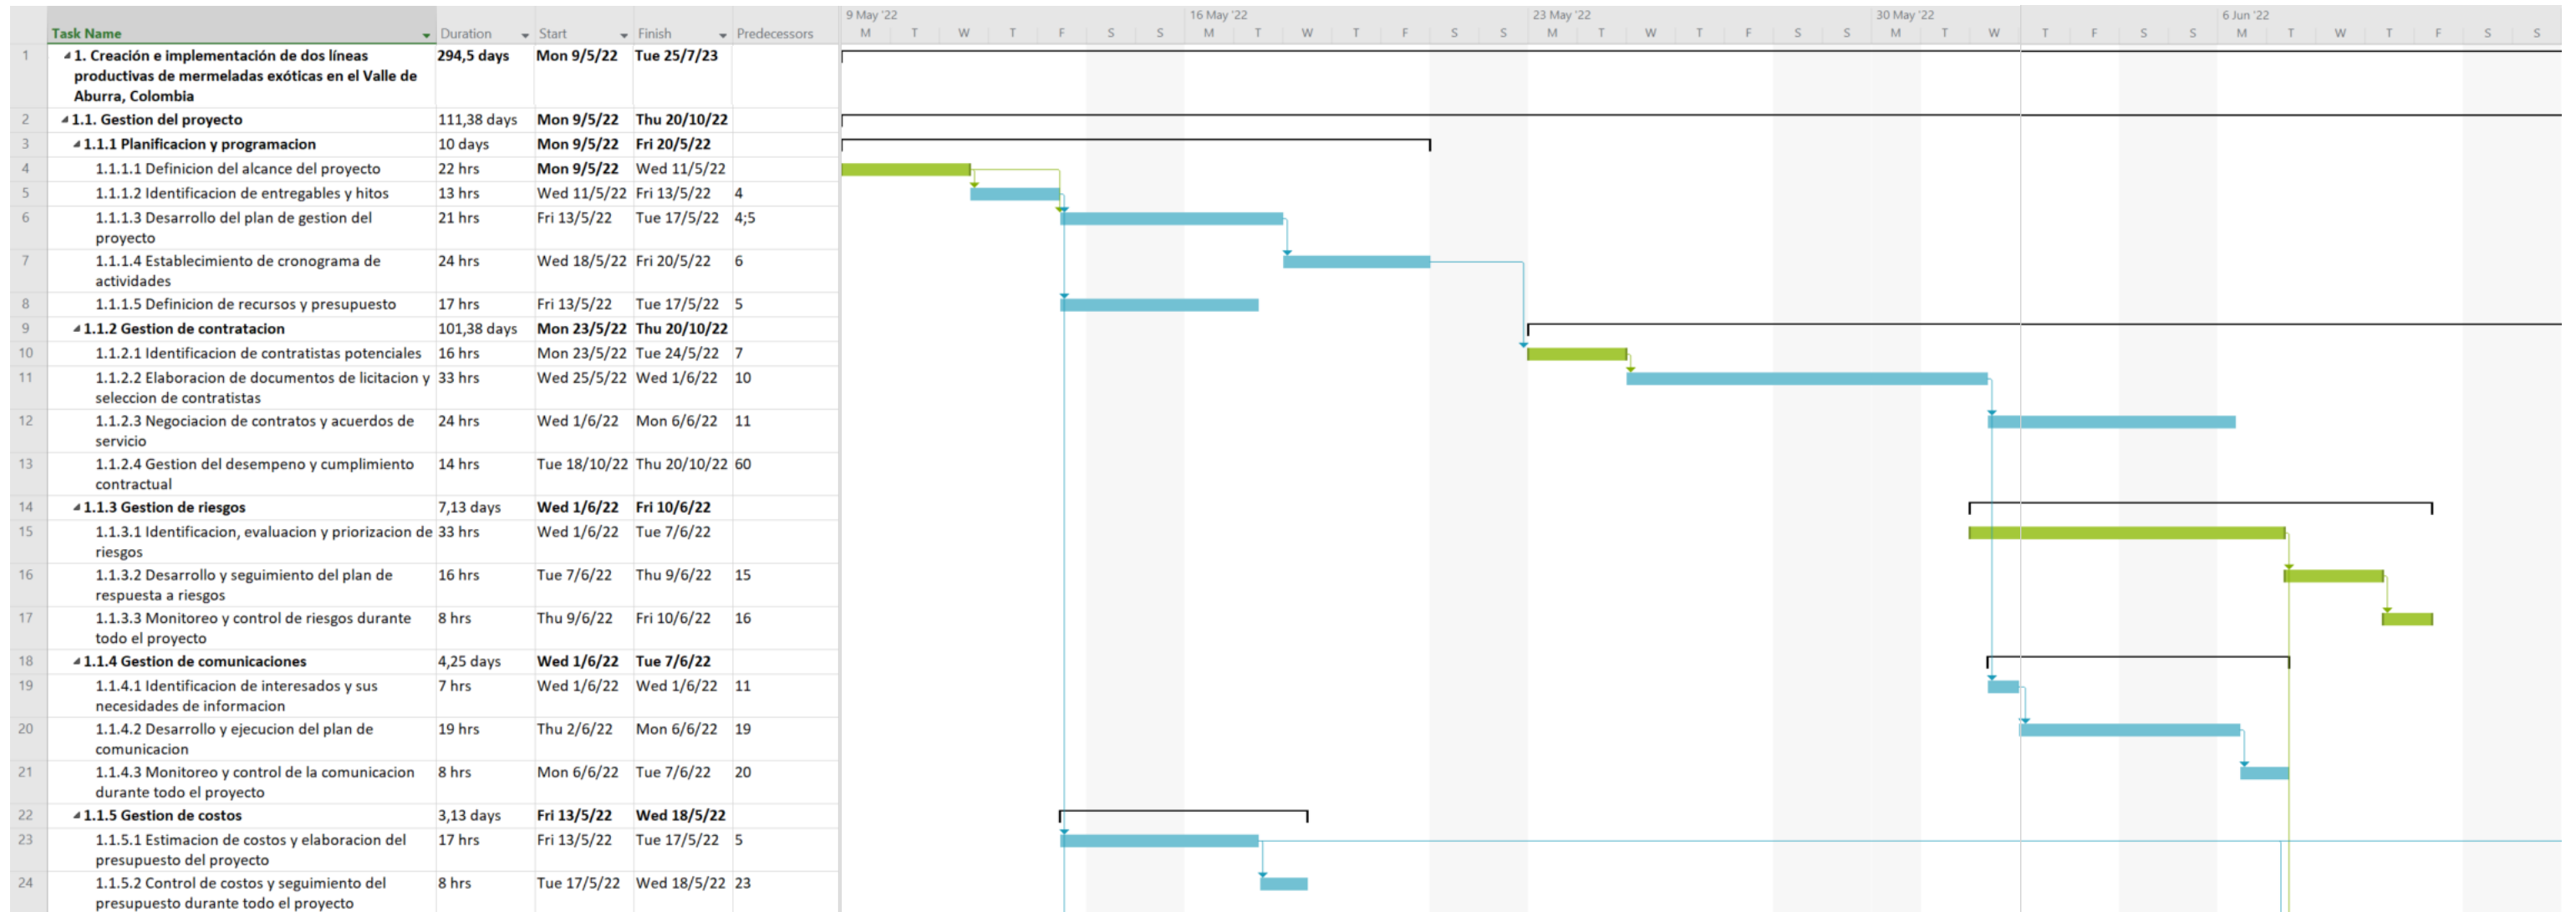 9 May '22 16 May '22 23 May '22 30 May '22 6 Jun '22
Task Name Duration Start Finish Predecessors M T W T F S S M T W T F S S M T W T F S S M T W T F S S M T W T F S S
1 1. Creación e implementación de dos líneas 294,5 days Mon 9/5/22 Tue 25/7/23
productivas de mermeladas exóticas en el Valle de
Aburra, Colombia
2 1.1. Gestion del proyecto 111,38 days Mon 9/5/22 Thu 20/10/22
3 1.1.1 Planificacion y programacion 10 days Mon 9/5/22 Fri 20/5/22
4 1.1.1.1 Definicion del alcance del proyecto 22 hrs Mon 9/5/22 Wed 11/5/22
5 1.1.1.2 Identificacion de entregables y hitos 13 hrs Wed 11/5/22 Fri 13/5/22 4
6 1.1.1.3 Desarrollo del plan de gestion del 21 hrs Fri 13/5/22 Tue 17/5/22 4;5
proyecto
7 1.1.1.4 Establecimiento de cronograma de 24 hrs Wed 18/5/22 Fri 20/5/22 6
actividades
8 1.1.1.5 Definicion de recursos y presupuesto 17 hrs Fri 13/5/22 Tue 17/5/22 5
9 1.1.2 Gestion de contratacion 101,38 days Mon 23/5/22 Thu 20/10/22
10 1.1.2.1 Identificacion de contratistas potenciales 16 hrs Mon 23/5/22 Tue 24/5/22 7
11 1.1.2.2 Elaboracion de documentos de licitacion y 33 hrs Wed 25/5/22 Wed 1/6/22 10
seleccion de contratistas
12 1.1.2.3 Negociacion de contratos y acuerdos de 24 hrs Wed 1/6/22 Mon 6/6/22 11
servicio
13 1.1.2.4 Gestion del desempeno y cumplimiento 14 hrs Tue 18/10/22 Thu 20/10/22 60
contractual
14 1.1.3 Gestion de riesgos 7,13 days Wed 1/6/22 Fri 10/6/22
15 1.1.3.1 Identificacion, evaluacion y priorizacion de 33 hrs Wed 1/6/22 Tue 7/6/22
riesgos
16 1.1.3.2 Desarrollo y seguimiento del plan de 16 hrs Tue 7/6/22 Thu 9/6/22 15
respuesta a riesgos
17 1.1.3.3 Monitoreo y control de riesgos durante 8 hrs Thu 9/6/22 Fri 10/6/22 16
todo el proyecto
18 1.1.4 Gestion de comunicaciones 4,25 days Wed 1/6/22 Tue 7/6/22
19 1.1.4.1 Identificacion de interesados y sus 7 hrs Wed 1/6/22 Wed 1/6/22 11
necesidades de informacion
20 1.1.4.2 Desarrollo y ejecucion del plan de 19 hrs Thu 2/6/22 Mon 6/6/22 19
comunicacion
21 1.1.4.3 Monitoreo y control de la comunicacion 8 hrs Mon 6/6/22 Tue 7/6/22 20
durante todo el proyecto
22 1.1.5 Gestion de costos 3,13 days Fri 13/5/22 Wed 18/5/22
23 1.1.5.1 Estimacion de costos y elaboracion del 17 hrs Fri 13/5/22 Tue 17/5/22 5
presupuesto del proyecto
24 1.1.5.2 Control de costos y seguimiento del 8 hrs Tue 17/5/22 Wed 18/5/22 23
presupuesto durante todo el proyecto